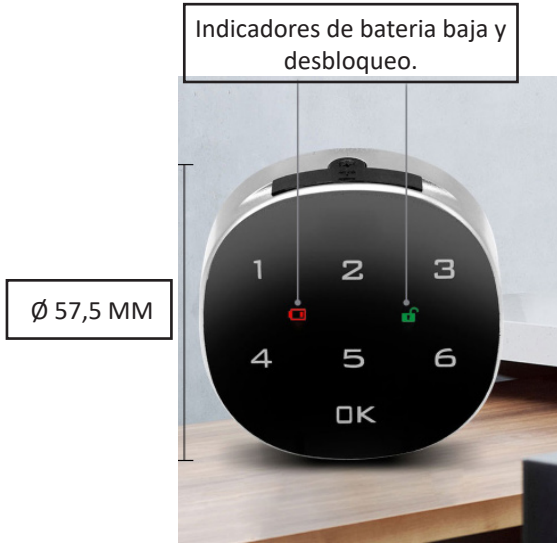 Indicadores de bateria baja y
desbloqueo.
1 2 3
Ø 57,5 MM
4 5 6
OK